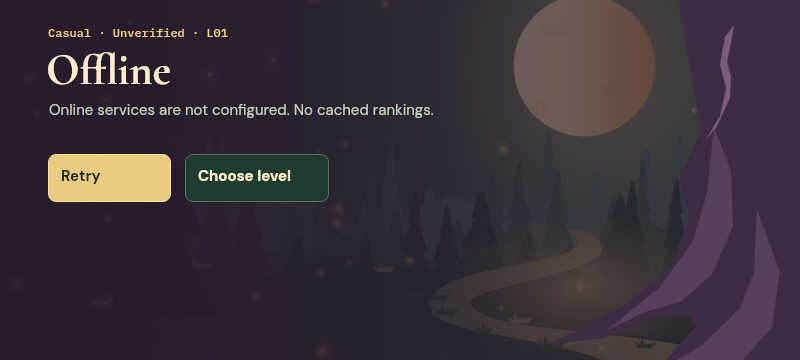 Casual · Unverified · L01
Offline
Online services are not configured. No cached rankings.
Retry
Choose level